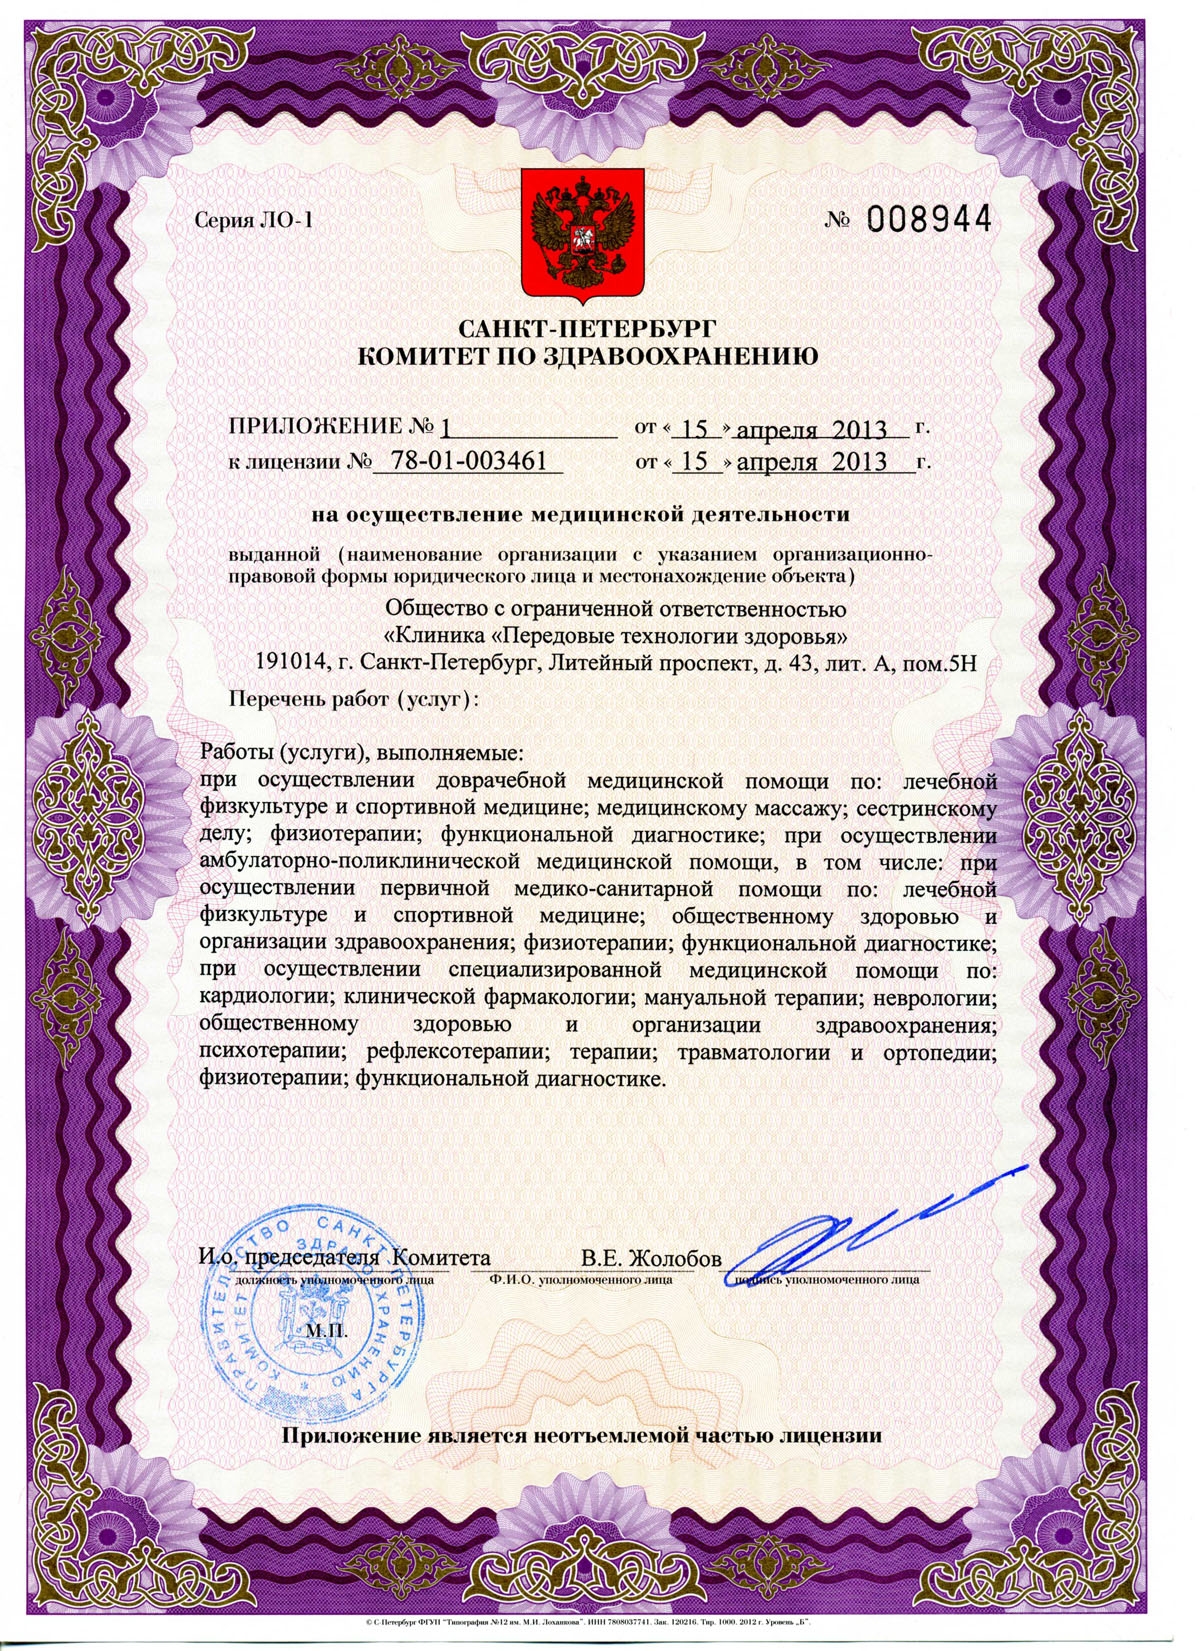 Серия ЛО-1
№ 008944
САНКТ-ПЕТЕРБУРГ
КОМИТЕТ ПО ЗДРАВООХРАНЕНИЮ
ПРИЛОЖЕНИЕ № 1 от « 15 » апреля 2013 г.
к лицензии № 78-01-003461 от « 15 » апреля 2013 г.
на осуществление медицинской деятельности
выданной (наименование организации с указанием организационно-
правовой формы юридического лица и местонахождение объекта)
Общество с ограниченной ответственностью
«Клиника «Передовые технологии здоровья»
191014, г. Санкт-Петербург, Литейный проспект, д. 43, лит. А, пом.5Н
Перечень работ (услуг):
Работы (услуги), выполняемые:
при осуществлении доврачебной медицинской помощи по: лечебной
физкультуре и спортивной медицине; медицинскому массажу; сестринскому
делу; физиотерапии; функциональной диагностике; при осуществлении
амбулаторно-поликлинической медицинской помощи, в том числе: при
осуществлении первичной медико-санитарной помощи по: лечебной
физкультуре и спортивной медицине; общественному здоровью и
организации здравоохранения; физиотерапии; функциональной диагностике;
при осуществлении специализированной медицинской помощи по:
кардиологии; клинической фармакологии; мануальной терапии; неврологии;
общественному здоровью и организации здравоохранения;
психотерапии; рефлексотерапии; терапии; травматологии и ортопедии;
физиотерапии; функциональной диагностике.
И.о. председателя Комитета В.Е. Жолобов
должность уполномоченного лица Ф.И.О. уполномоченного лица подпись уполномоченного лица
М.П.
ПРАВИТЕЛЬСТВО САНКТ-ПЕТЕРБУРГА
КОМИТЕТ ПО ЗДРАВООХРАНЕНИЮ
Приложение является неотъемлемой частью лицензии
© С-Петербург ФГУП "Типография №12 им. М.И. Лоханкова". ИНН 7808037741. Зак. 120216. Тир. 1000. 2012 г. Уровень „Б".